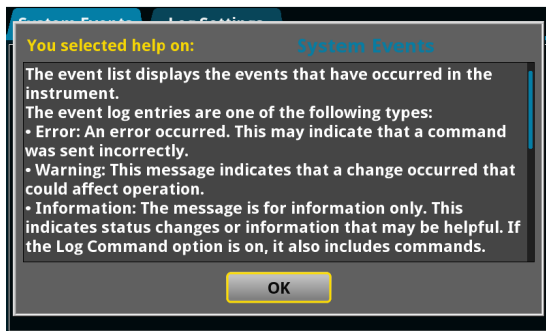 System Events Log Settings
You selected help on: System Events
The event list displays the events that have occurred in the
instrument.
The event log entries are one of the following types:
• Error: An error occurred. This may indicate that a command
was sent incorrectly.
• Warning: This message indicates that a change occurred that
could affect operation.
• Information: The message is for information only. This
indicates status changes or information that may be helpful. If
the Log Command option is on, it also includes commands.
OK